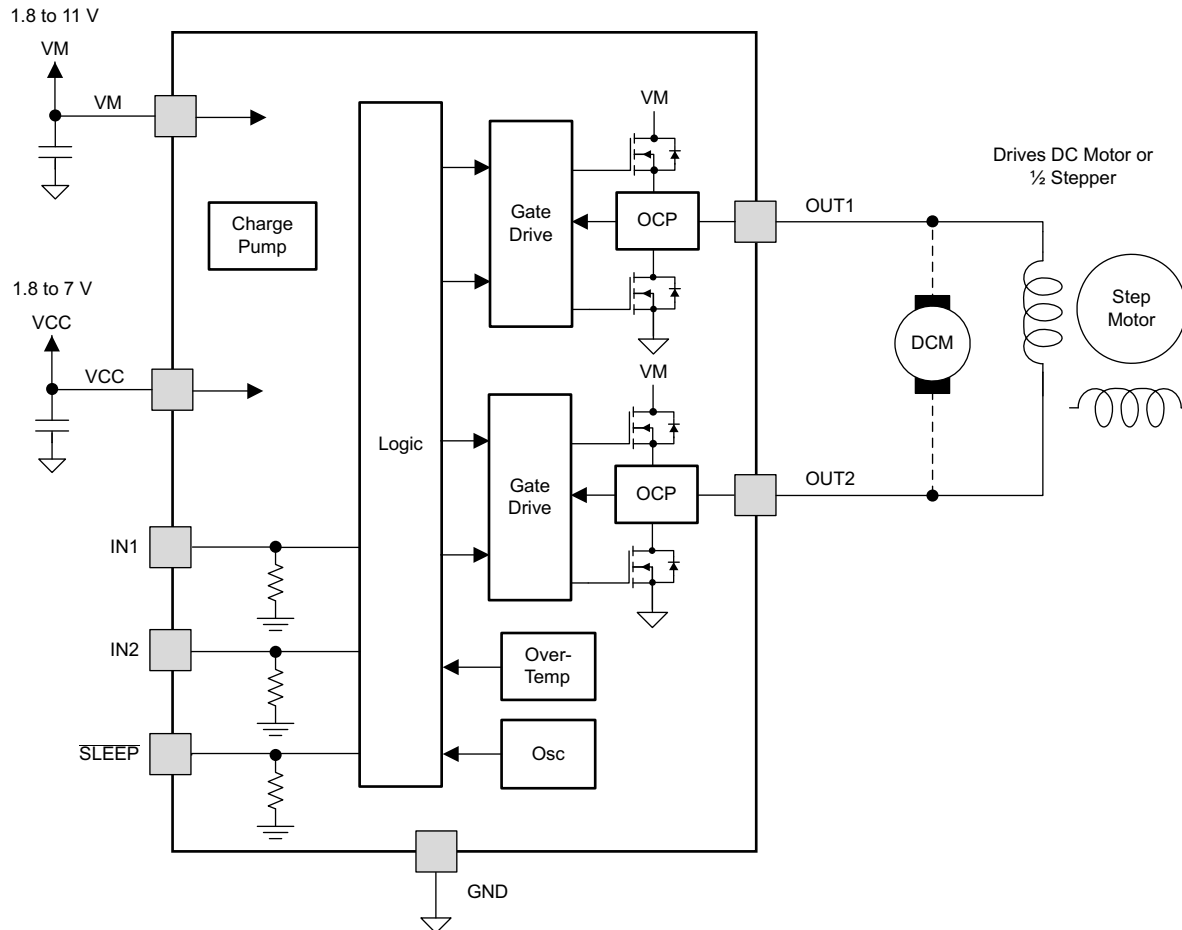 1.8 to 11 V
VM
VM
Charge
Pump
1.8 to 7 V
VCC
VCC
IN1
IN2
SLEEP
Logic
Gate
Drive
VM
OCP
OUT1
Gate
Drive
VM
OCP
OUT2
Over-
Temp
Osc
GND
Drives DC Motor or
½ Stepper
DCM
Step
Motor